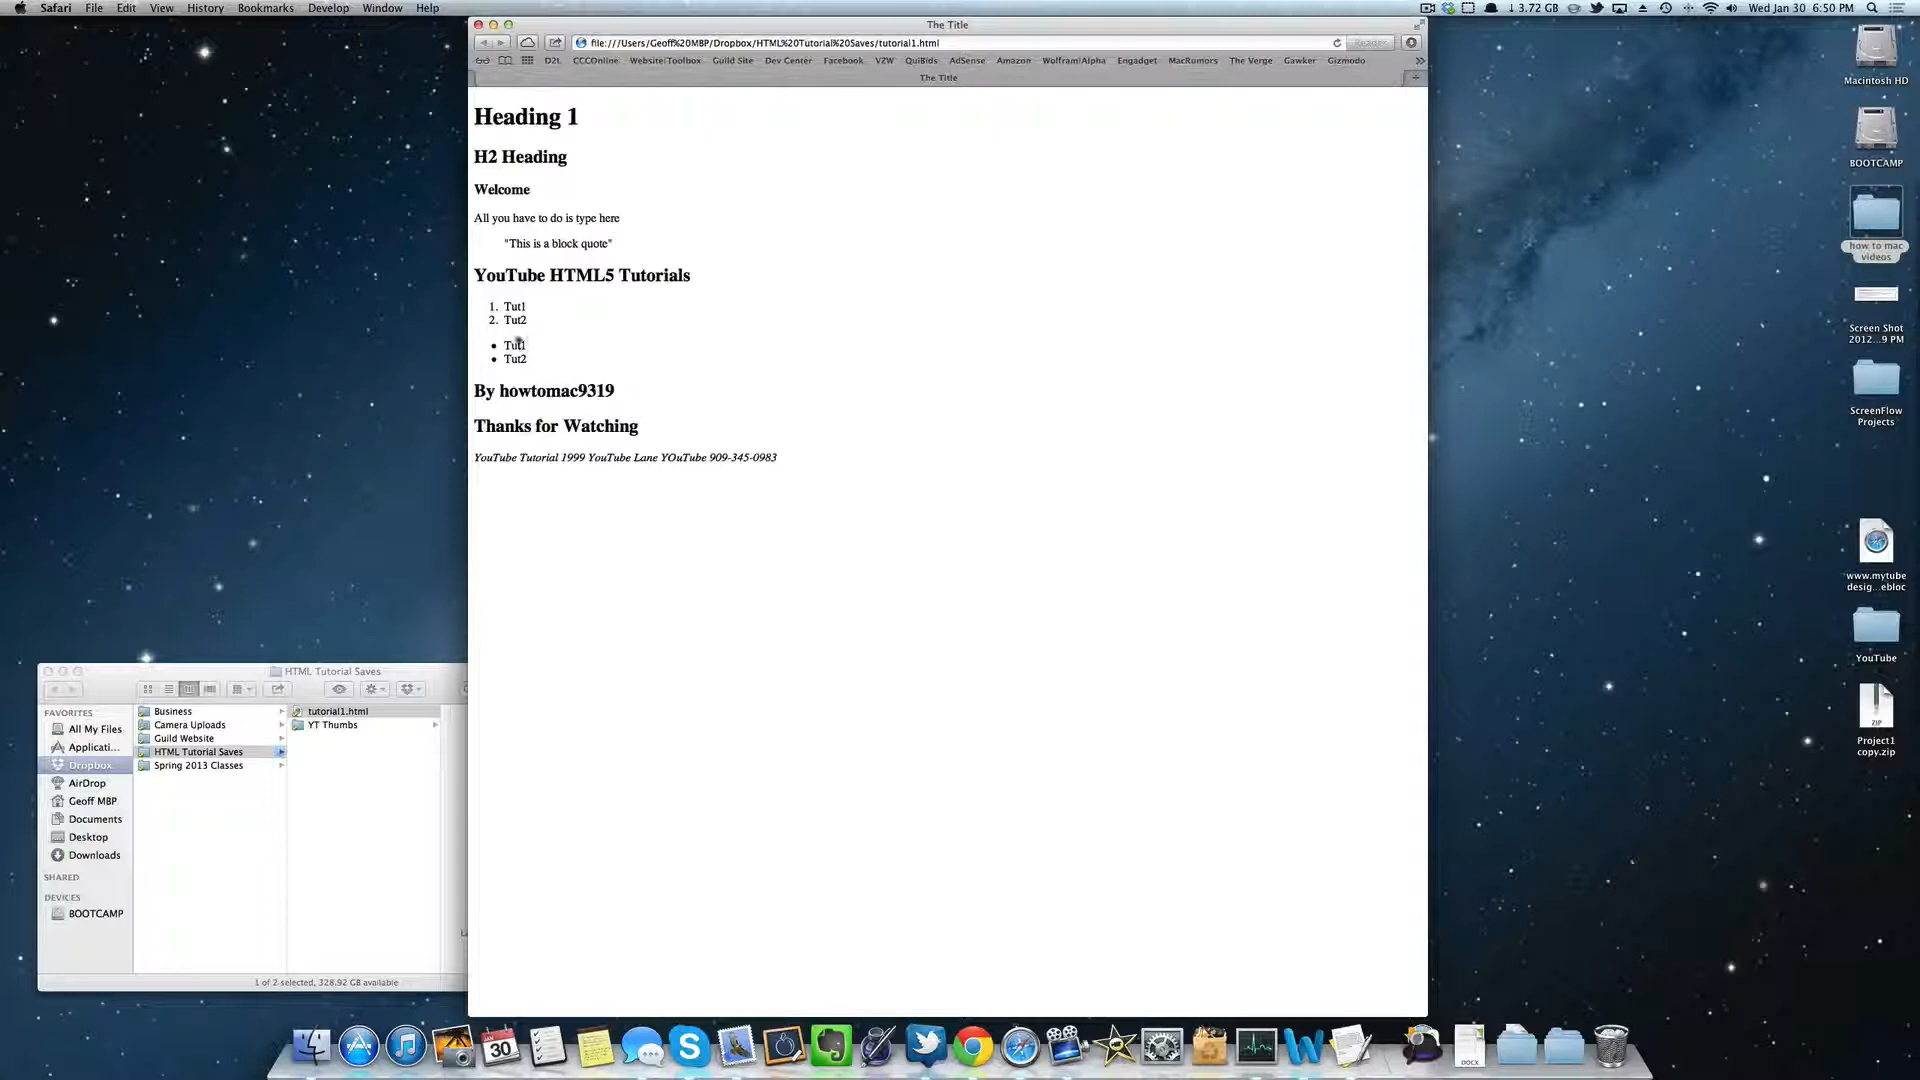 Safari File Edit View History Bookmarks Develop Window Help
3.72 GB Wed Jan 30 6:50 PM
The Title
file:///Users/Geoff%20MBP/Dropbox/HTML%20Tutorial%20Saves/tutorial1.html
Reader
D2L CCCOnline Website Toolbox Guild Site Dev Center Facebook VZW QuiBids AdSense Amazon Wolfram|Alpha Engadget MacRumors The Verge Gawker Gizmodo
The Title
Heading 1
H2 Heading
Welcome
All you have to do is type here
"This is a block quote"
YouTube HTML5 Tutorials
1. Tut1
2. Tut2
• Tut1
• Tut2
By howtomac9319
Thanks for Watching
YouTube Tutorial 1999 YouTube Lane YOuTube 909-345-0983
Macintosh HD
BOOTCAMP
how to mac
videos
Screen Shot
2012...9 PM
ScreenFlow
Projects
www.mytube
desig...ebloc
YouTube
ZIP
Project1
copy.zip
HTML Tutorial Saves
FAVORITES
All My Files
Applicati...
Dropbox
AirDrop
Geoff MBP
Documents
Desktop
Downloads
SHARED
DEVICES
BOOTCAMP
Business
Camera Uploads
Guild Website
HTML Tutorial Saves
Spring 2013 Classes
tutorial1.html
YT Thumbs
1 of 2 selected, 328.92 GB available
JAN
30
DOCX